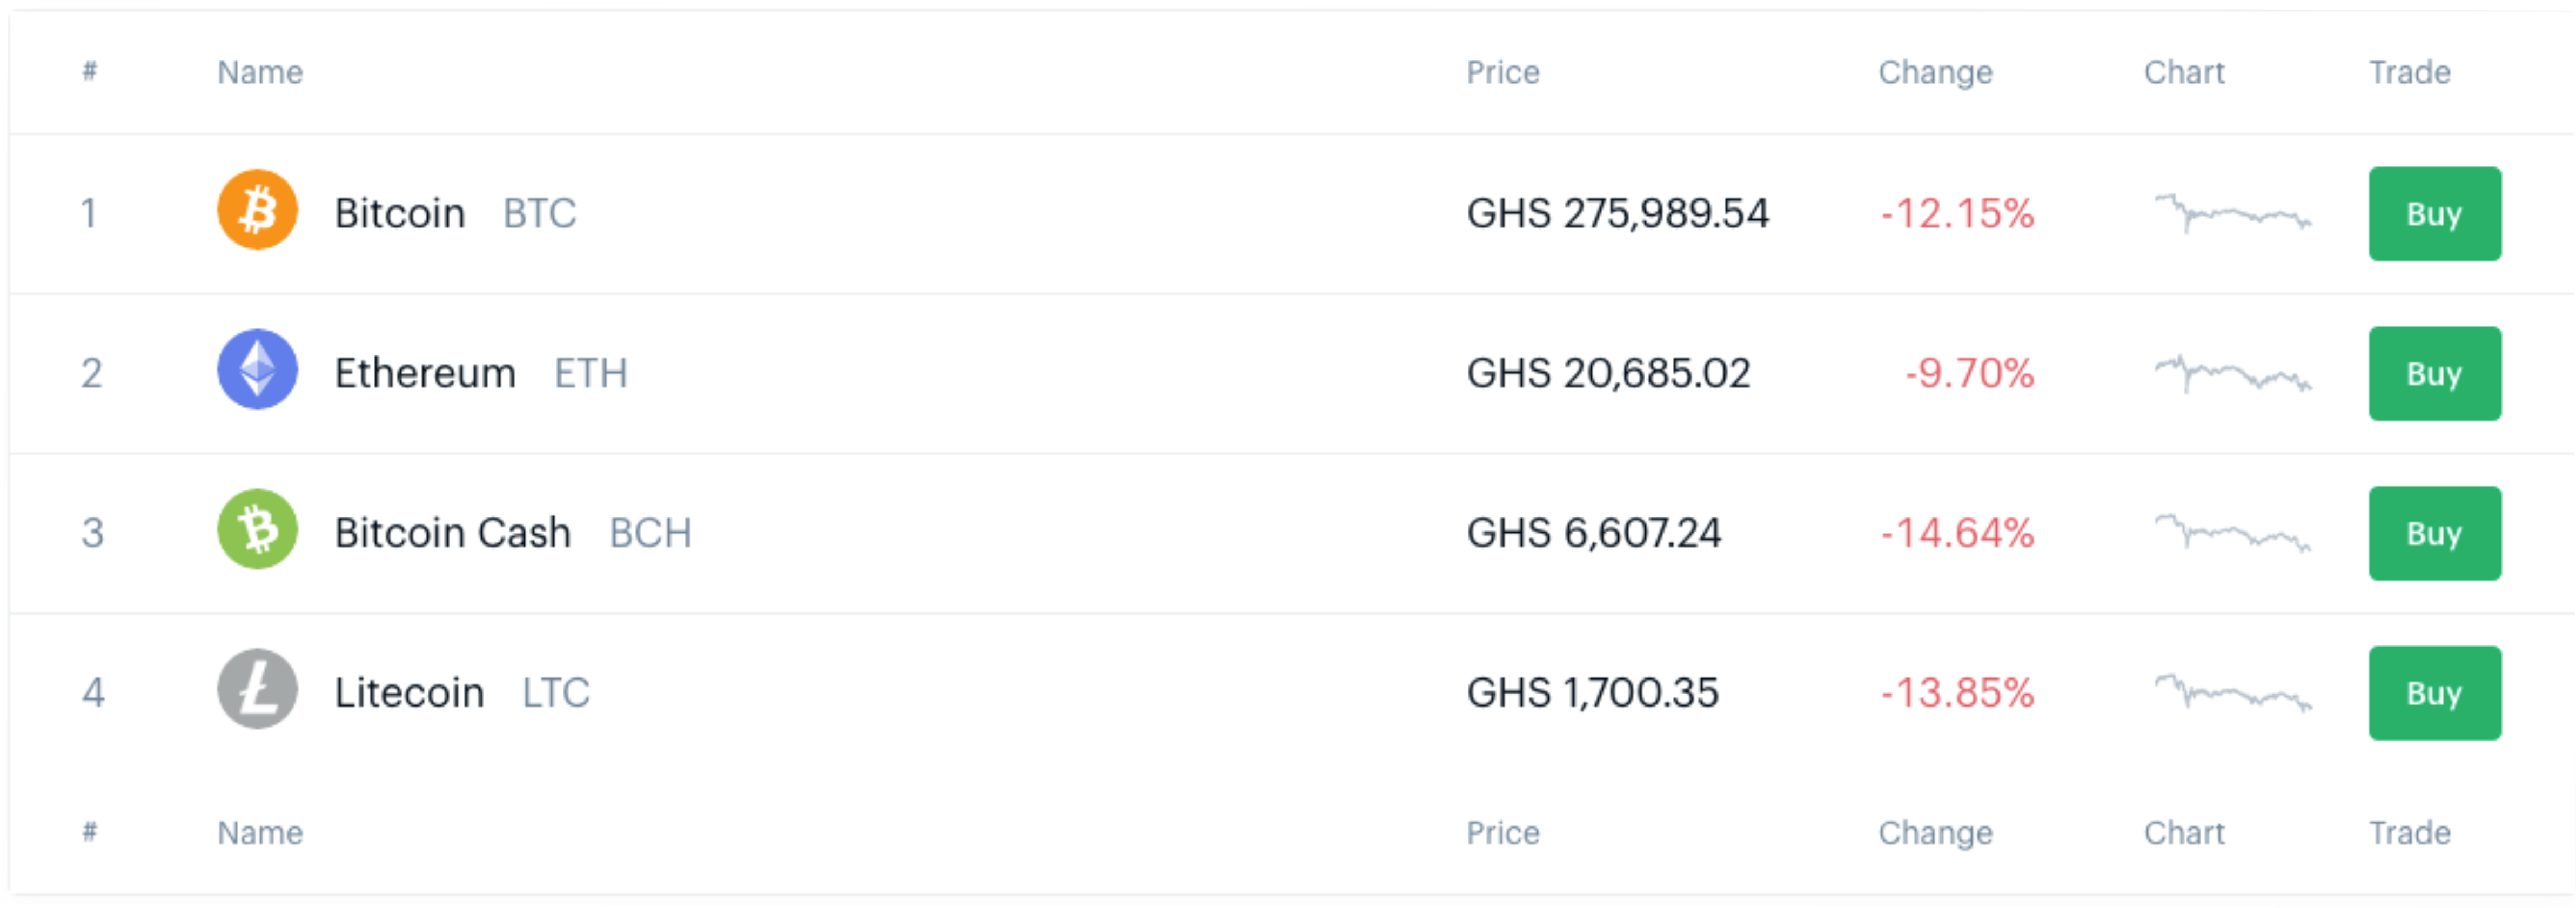 # Name Price Change Chart Trade
1 Bitcoin BTC GHS 275,989.54 -12.15% Buy
2 Ethereum ETH GHS 20,685.02 -9.70% Buy
3 Bitcoin Cash BCH GHS 6,607.24 -14.64% Buy
4 Litecoin LTC GHS 1,700.35 -13.85% Buy
# Name Price Change Chart Trade